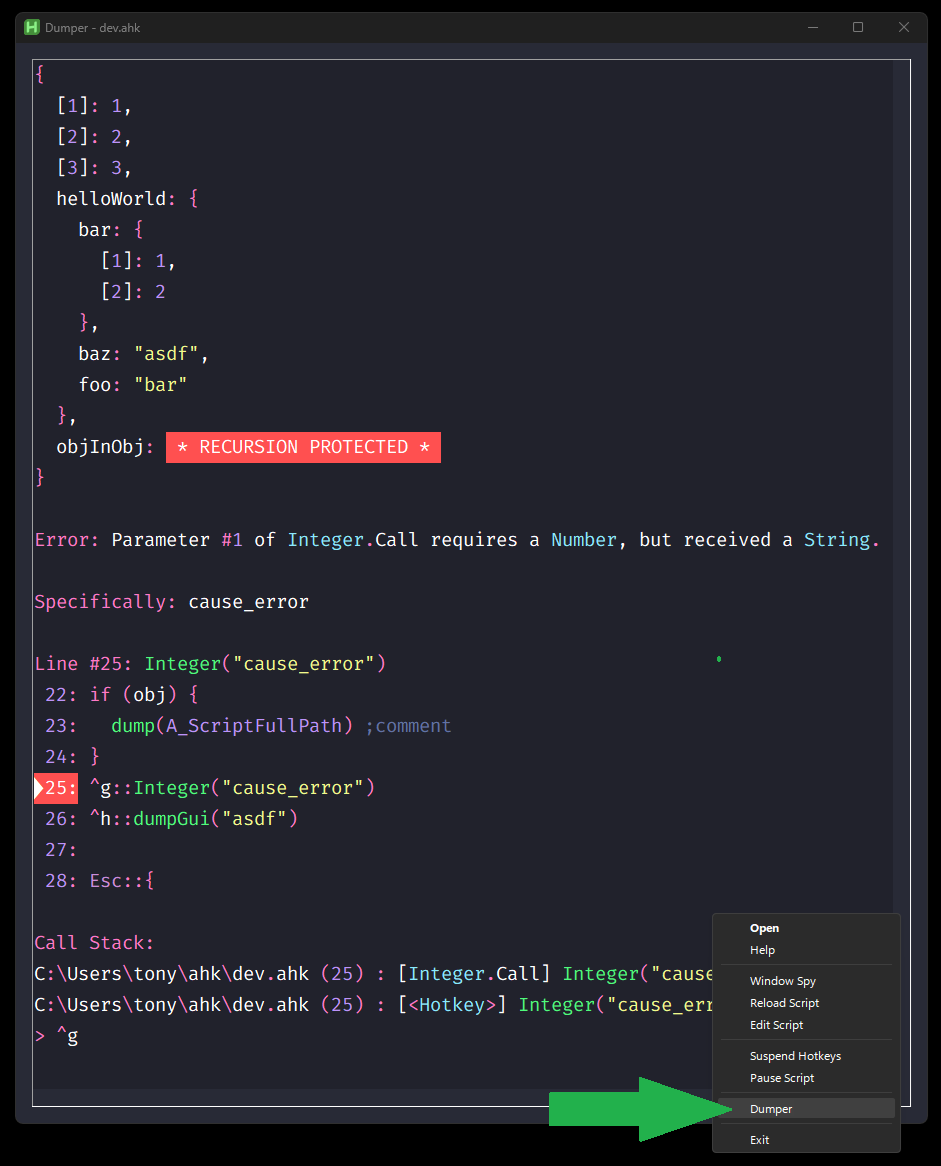 Dumper - dev.ahk
{
[1]: 1,
[2]: 2,
[3]: 3,
helloWorld: {
bar: {
[1]: 1,
[2]: 2
},
baz: "asdf",
foo: "bar"
},
objInObj: * RECURSION PROTECTED *
}
Error: Parameter #1 of Integer.Call requires a Number, but received a String.
Specifically: cause_error
Line #25: Integer("cause_error")
22: if (obj) {
23: dump(A_ScriptFullPath) ;comment
24: }
25: ^g::Integer("cause_error")
26: ^h::dumpGui("asdf")
27:
28: Esc::{
Call Stack:
C:\Users\tony\ahk\dev.ahk (25) : [Integer.Call] Integer("cause
C:\Users\tony\ahk\dev.ahk (25) : [<Hotkey>] Integer("cause_err
> ^g
Open
Help
Window Spy
Reload Script
Edit Script
Suspend Hotkeys
Pause Script
Dumper
Exit